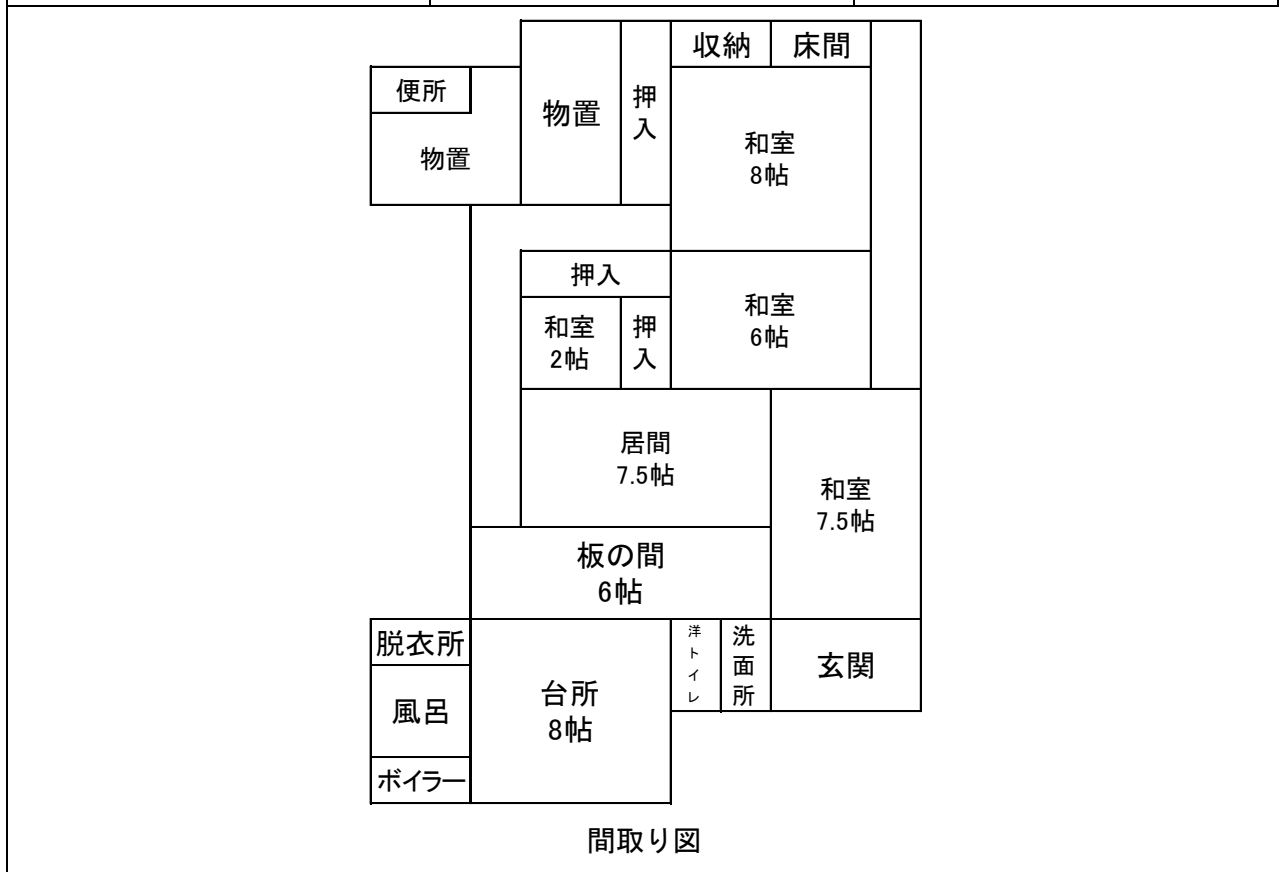 収納
床間
便所
物置
押
入
物置
和室
8帖
押入
和室
6帖
和室
2帖
押
入
居間
7.5帖
和室
7.5帖
板の間
6帖
脱衣所
洋
ト
イ
レ
洗
面
所
玄関
風呂
台所
8帖
ボイラー
間取り図